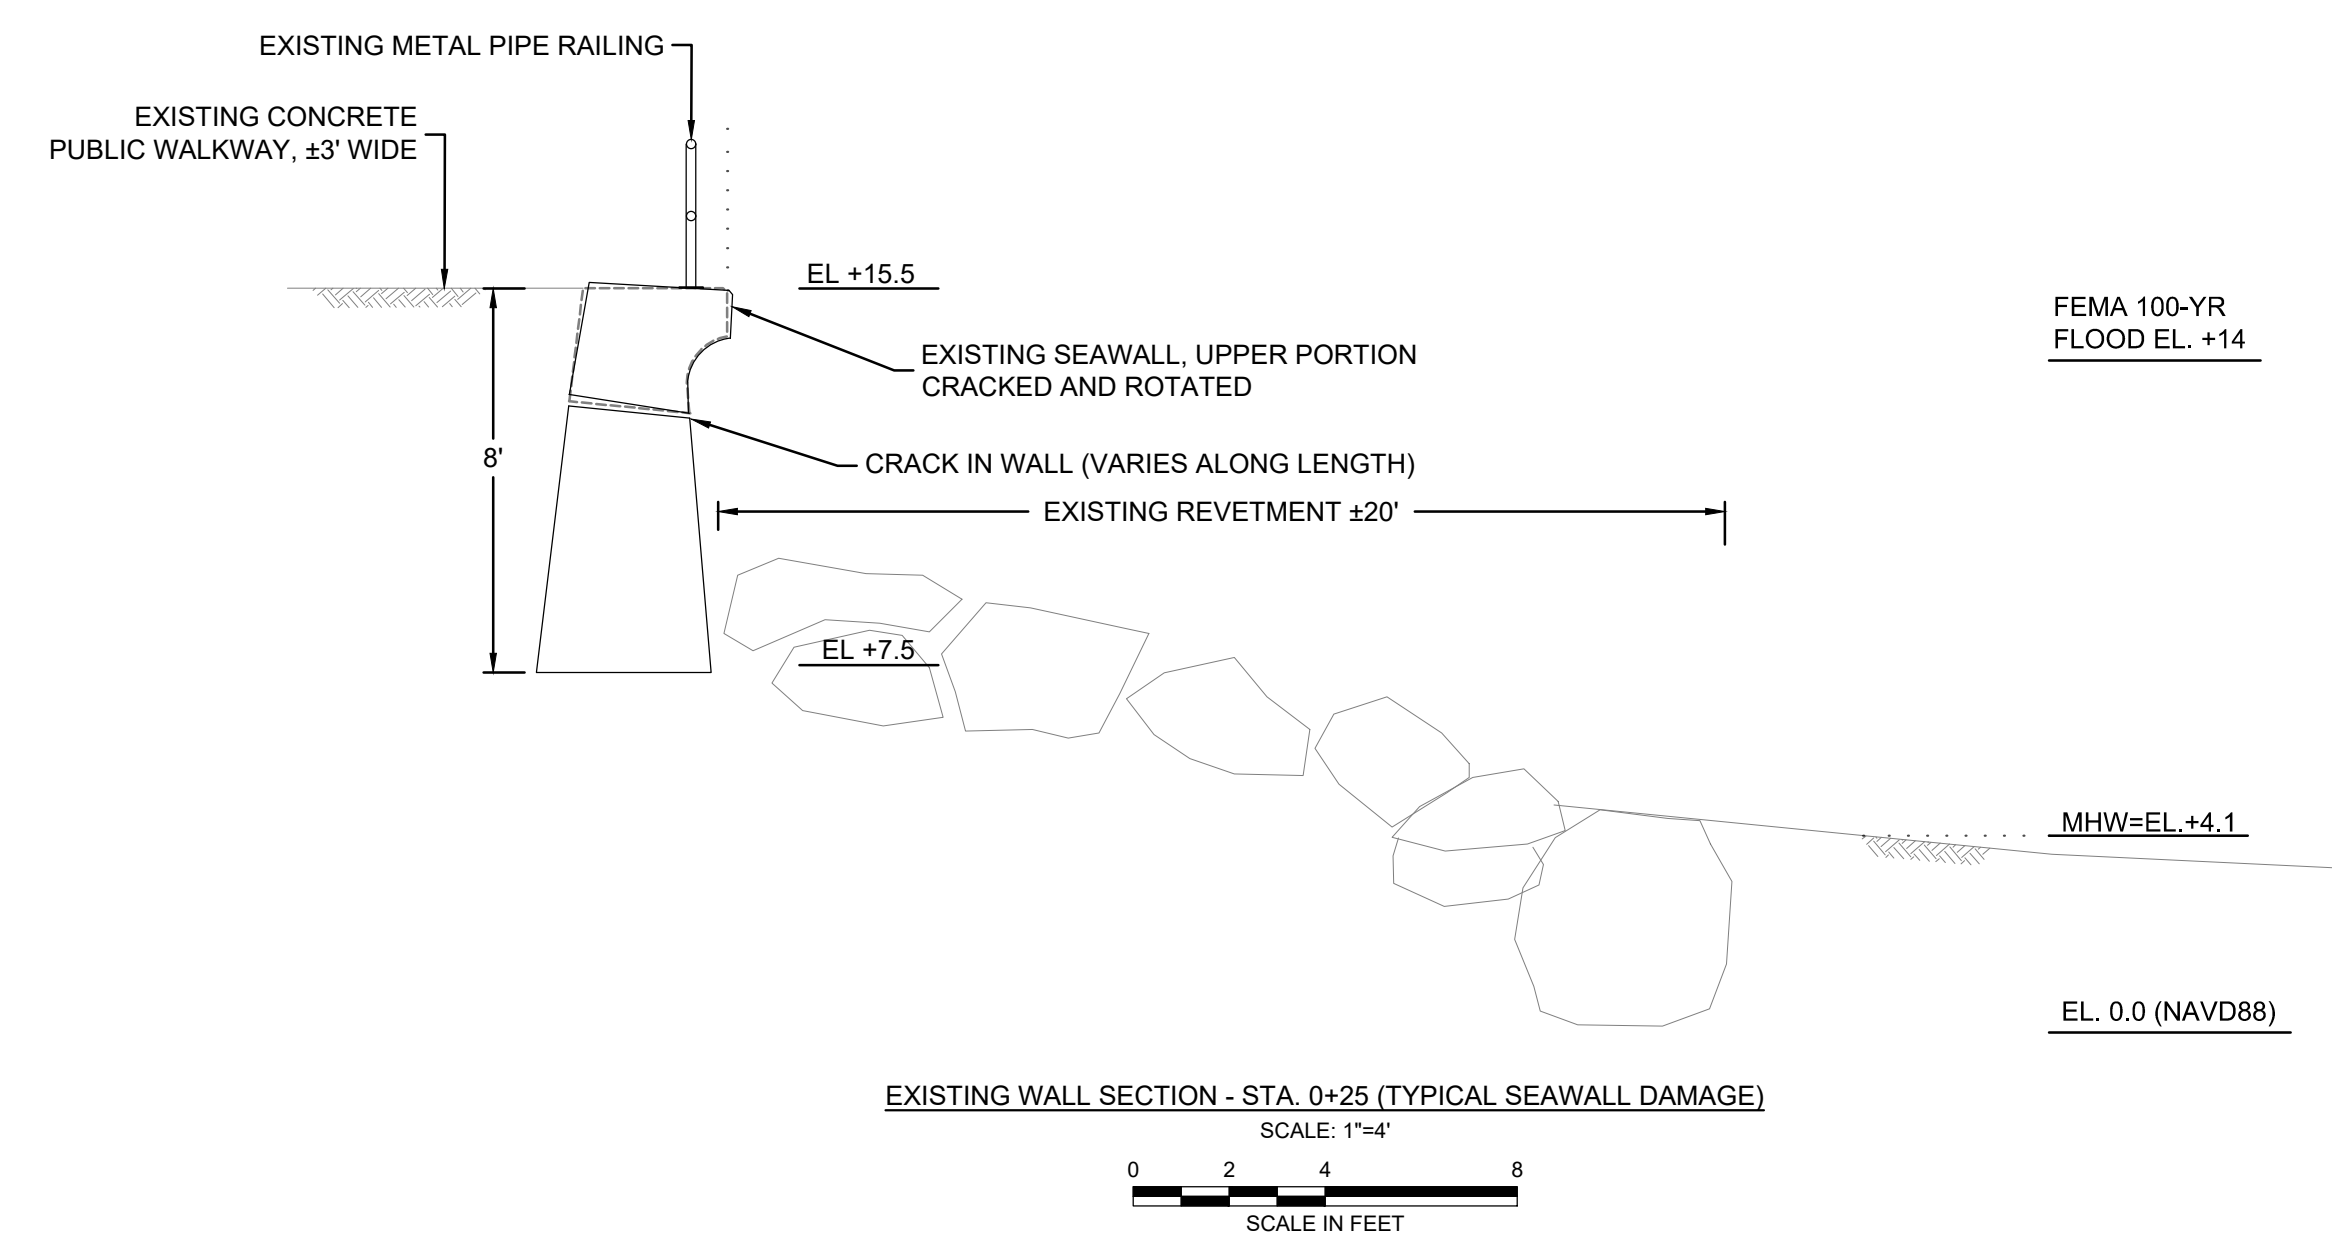 EXISTING METAL PIPE RAILING
EXISTING CONCRETE
PUBLIC WALKWAY, ±3' WIDE
EL +15.5
FEMA 100-YR
FLOOD EL. +14
EXISTING SEAWALL, UPPER PORTION
CRACKED AND ROTATED
8'
CRACK IN WALL (VARIES ALONG LENGTH)
EXISTING REVETMENT ±20'
EL +7.5
MHW=EL.+4.1
EL. 0.0 (NAVD88)
EXISTING WALL SECTION - STA. 0+25 (TYPICAL SEAWALL DAMAGE)
SCALE: 1"=4'
0 2 4 8
SCALE IN FEET